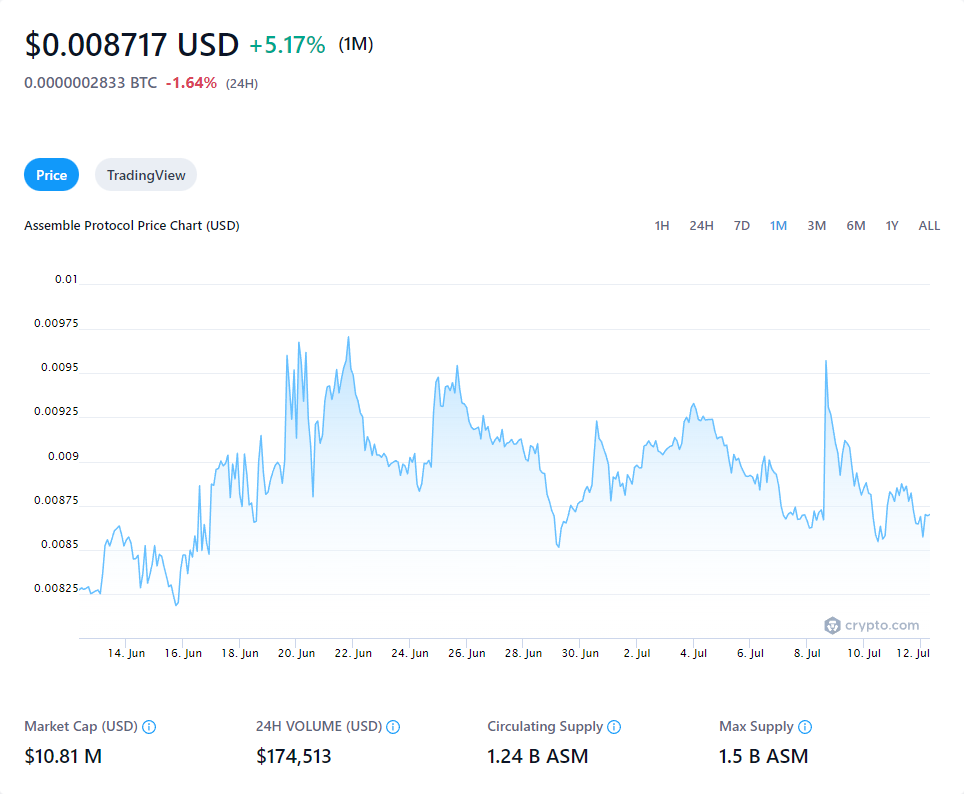 $0.008717 USD +5.17% (1M)
0.0000002833 BTC -1.64% (24H)
Price TradingView
Assemble Protocol Price Chart (USD) 1H 24H 7D 1M 3M 6M 1Y ALL
0.01
0.00975
0.0095
0.00925
0.009
0.00875
0.0085
0.00825
crypto.com
14. Jun 16. Jun 18. Jun 20. Jun 22. Jun 24. Jun 26. Jun 28. Jun 30. Jun 2. Jul 4. Jul 6. Jul 8. Jul 10. Jul 12. Jul
Market Cap (USD) 24H VOLUME (USD) Circulating Supply Max Supply
$10.81 M $174,513 1.24 B ASM 1.5 B ASM